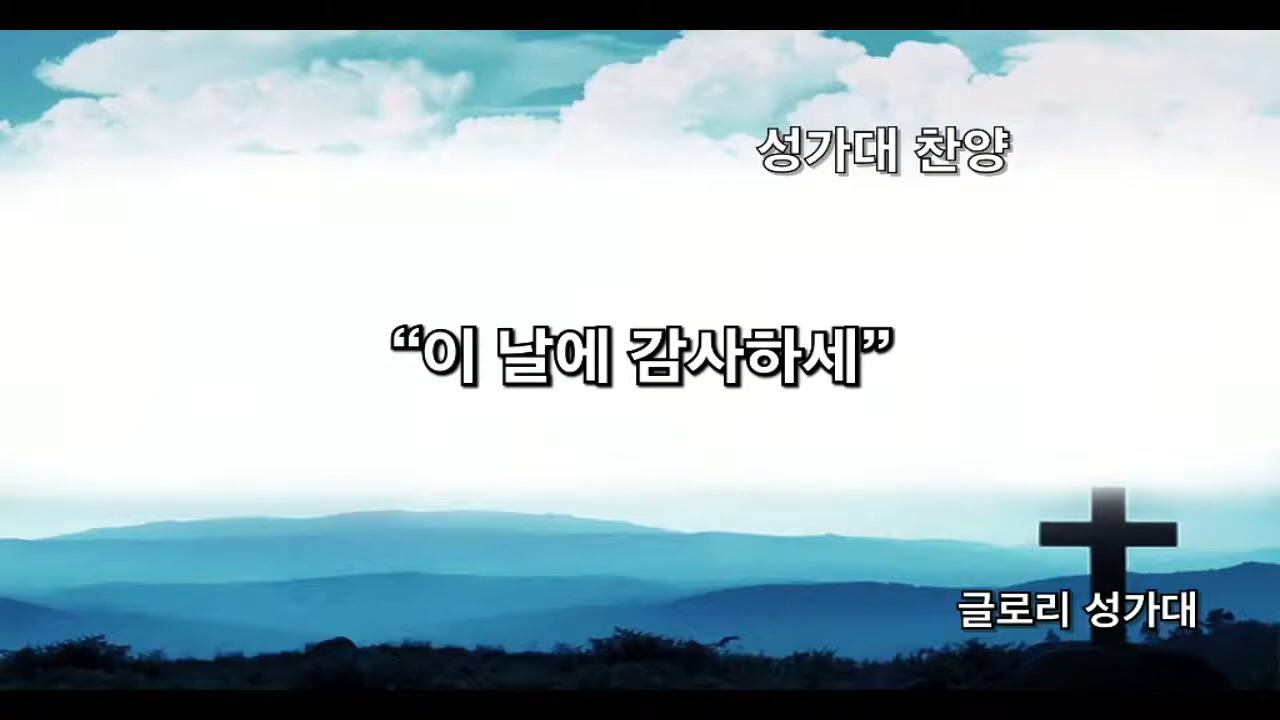 성가대 찬양
“이 날에 감사하세”
글로리 성가대